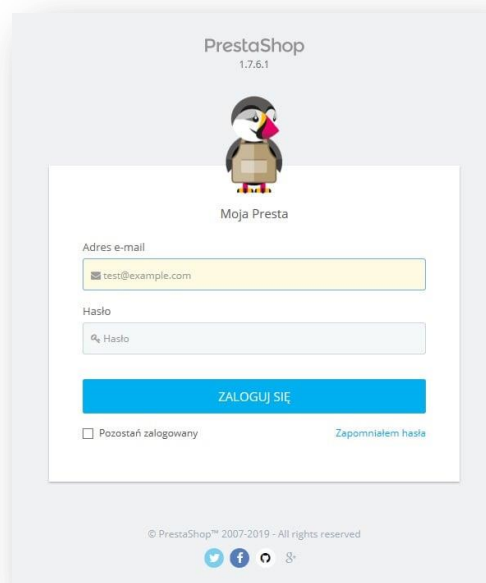 PrestaShop
1.7.6.1
Moja Presta
Adres e-mail
test@example.com
Hasło
Hasło
ZALOGUJ SIĘ
Pozostań zalogowany
Zapomniałem hasła
© PrestaShop™ 2007-2019 - All rights reserved